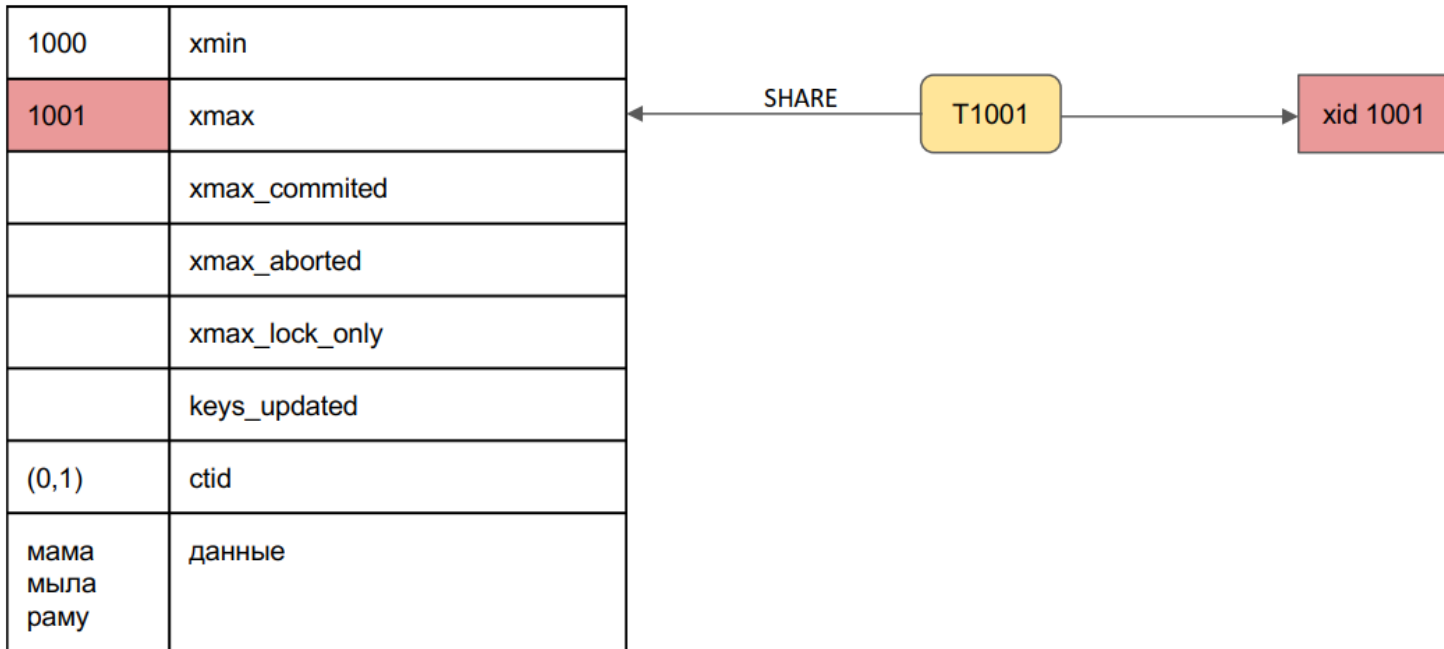 1000 xmin
1001 xmax
SHARE
T1001
xid 1001
xmax_commited
xmax_aborted
xmax_lock_only
keys_updated
(0,1) ctid
мама данные
мыла
раму